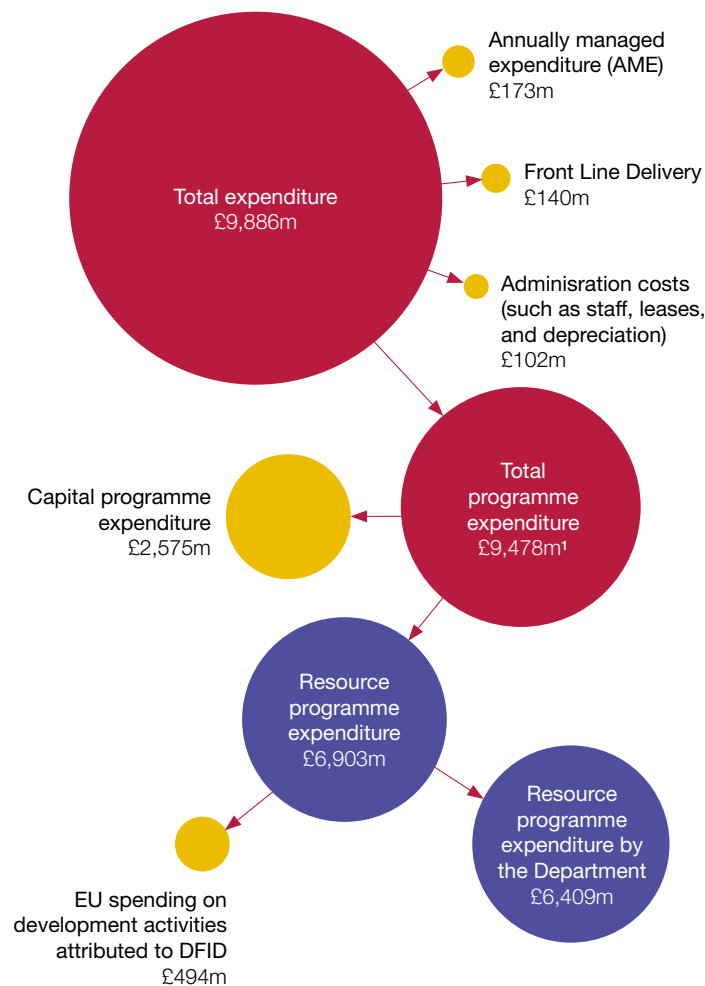 Annually managed
expenditure (AME)
£173m
Total expenditure
£9,886m
Front Line Delivery
£140m
Adminisration costs
(such as staff, leases,
and depreciation)
£102m
Total
programme
expenditure
£9,478m¹
Capital programme
expenditure
£2,575m
Resource
programme
expenditure
£6,903m
Resource
programme
expenditure by
the Department
£6,409m
EU spending on
development activities
attributed to DFID
£494m